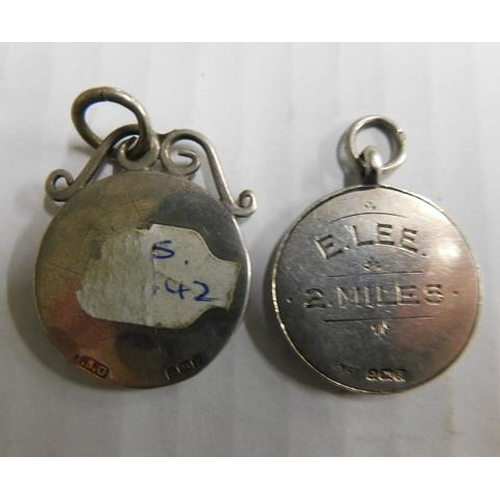 S.
.42
E. LEE.
2. MILES